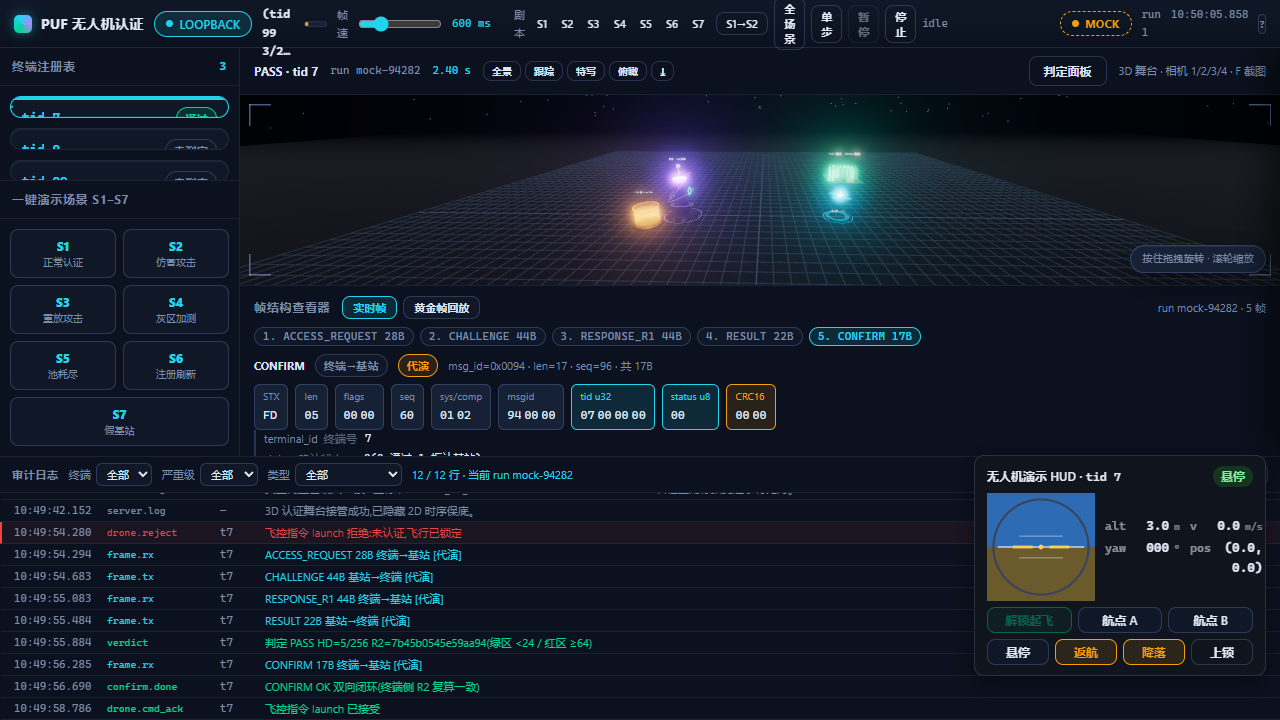 PUF 无人机认证
LOOPBACK
(tid
99
3/2…
帧速
600 ms
剧本
S1 S2 S3 S4 S5 S6 S7 S1→S2
全场景
单步
暂停
停止
idle
MOCK
run 10:50:05.858
1
?
终端注册表 3
tid 7
一键演示场景 S1–S7
S1
正常认证
S2
仿冒攻击
S3
重放攻击
S4
灰区加测
S5
池耗尽
S6
注册刷新
S7
假基站
PASS · tid 7 run mock-94282 2.40 s 全景 跟踪 特写 俯瞰 判定面板 3D 舞台 · 相机 1/2/3/4 · F 截图
按住拖拽旋转 · 滚轮缩放
帧结构查看器 实时帧 黄金帧回放 run mock-94282 · 5 帧
1. ACCESS_REQUEST 28B 2. CHALLENGE 44B 3. RESPONSE_R1 44B 4. RESULT 22B 5. CONFIRM 17B
CONFIRM 终端→基站 代演 msg_id=0x0094 · len=17 · seq=96 · 共 17B
STX len flags seq sys/comp msgid tid u32 status u8 CRC16
FD 05 00 00 60 01 02 94 00 00 07 00 00 00 00 00 00
terminal_id 终端号 7
审计日志 终端 全部 严重级 全部 类型 全部 12 / 12 行 · 当前 run mock-94282
10:49:42.152 server.log — 3D 认证舞台接管成功,已隐藏 2D 时序保底。
10:49:54.280 drone.reject t7 飞控指令 launch 拒绝:未认证,飞行已锁定
10:49:54.294 frame.rx t7 ACCESS_REQUEST 28B 终端→基站 [代演]
10:49:54.683 frame.tx t7 CHALLENGE 44B 基站→终端 [代演]
10:49:55.083 frame.rx t7 RESPONSE_R1 44B 终端→基站 [代演]
10:49:55.484 frame.tx t7 RESULT 22B 基站→终端 [代演]
10:49:55.884 verdict t7 判定 PASS HD=5/256 R2=7b45b0545e59aa94(绿区 <24 / 红区 ≥64)
10:49:56.285 frame.rx t7 CONFIRM 17B 终端→基站 [代演]
10:49:56.690 confirm.done t7 CONFIRM OK 双向闭环(终端侧 R2 复算一致)
10:49:58.786 drone.cmd_ack t7 飞控指令 launch 已接受
无人机演示 HUD · tid 7 悬停
alt 3.0 m v 0.0 m/s
yaw 000 ° pos (0.0,
0.0)
解锁起飞 航点 A 航点 B
悬停 返航 降落 上锁